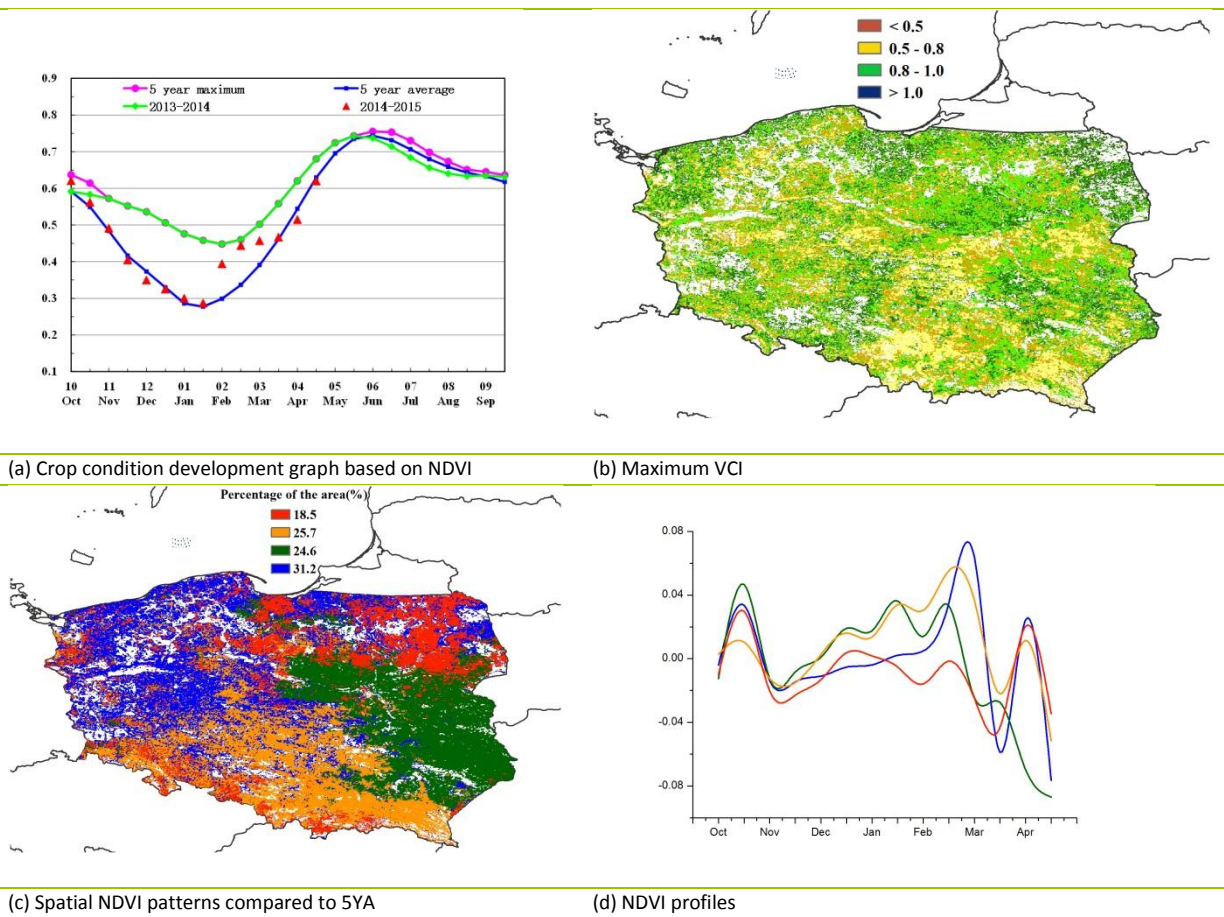 0.9
5 year maximum
5 year average
2013-2014
2014-2015
0.8
0.7
0.6
0.5
0.4
0.3
0.2
0.1
10 11 12 01 02 03 04 05 06 07 08 09
Oct Nov Dec Jan Feb Mar Apr May Jun Jul Aug Sep
< 0.5
0.5 - 0.8
0.8 - 1.0
> 1.0
(a) Crop condition development graph based on NDVI
(b) Maximum VCI
Percentage of the area(%)
18.5
25.7
24.6
31.2
0.08
0.04
0.00
-0.04
-0.08
Oct Nov Dec Jan Feb Mar Apr
(c) Spatial NDVI patterns compared to 5YA
(d) NDVI profiles